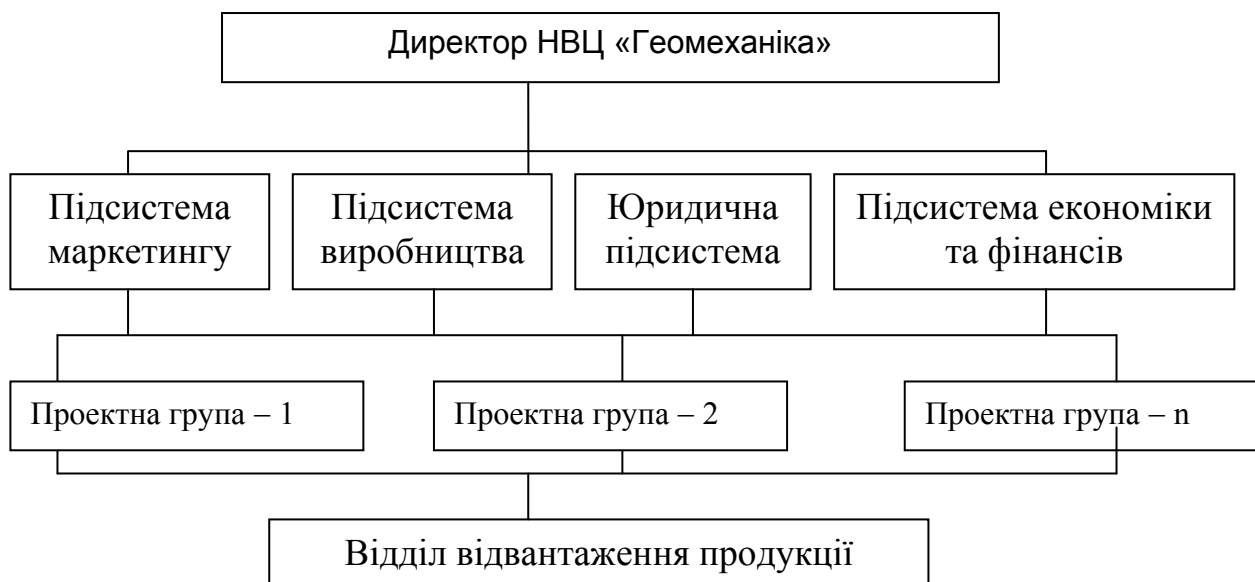 Директор НВЦ «Геомеханіка»
Підсистема
маркетингу
Підсистема
виробництва
Юридична
підсистема
Підсистема економіки
та фінансів
Проектна група – 1
Проектна група – 2
Проектна група – n
Відділ відвантаження продукції